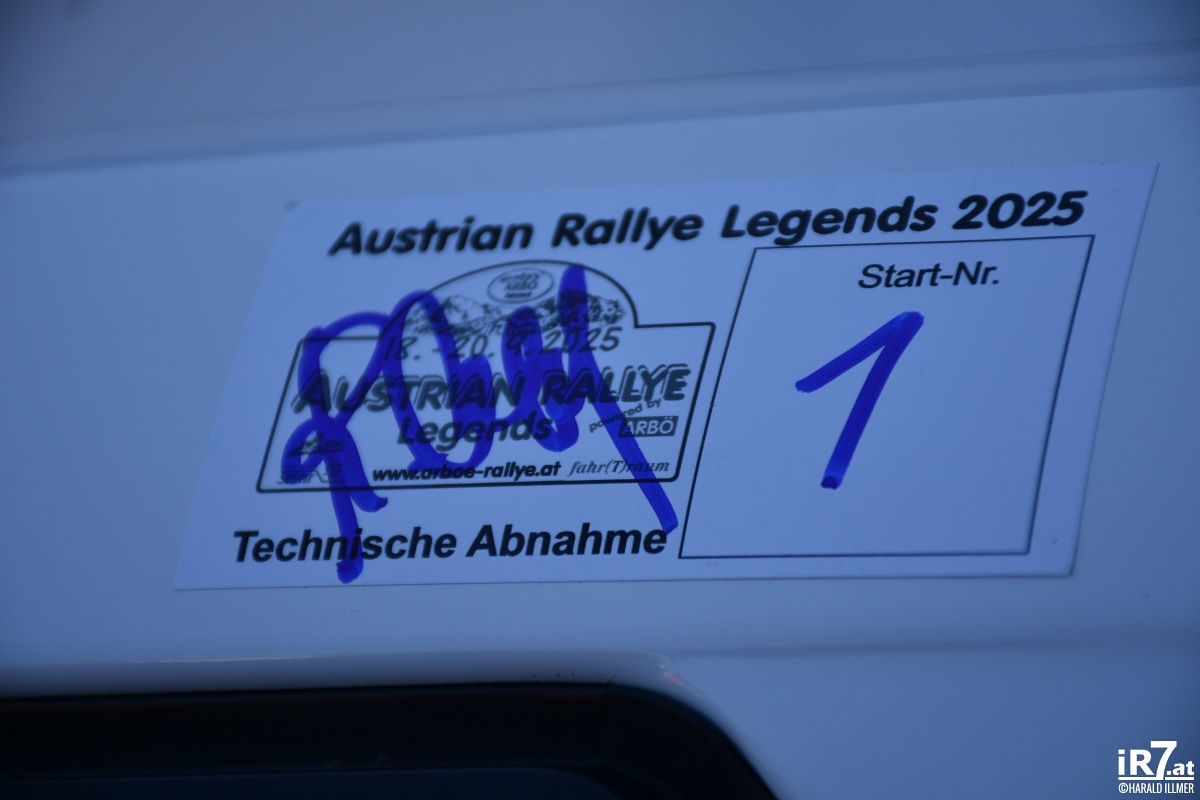 Austrian Rallye Legends 2025
Start-Nr.
1
ARBÖ
18. - 20. 9. 2025
AUSTRIAN RALLYE
Legends
powered by
ARBÖ
www.arboe-rallye.at
fahr(T)raum
Technische Abnahme
iR7.at
©HARALD ILLMER